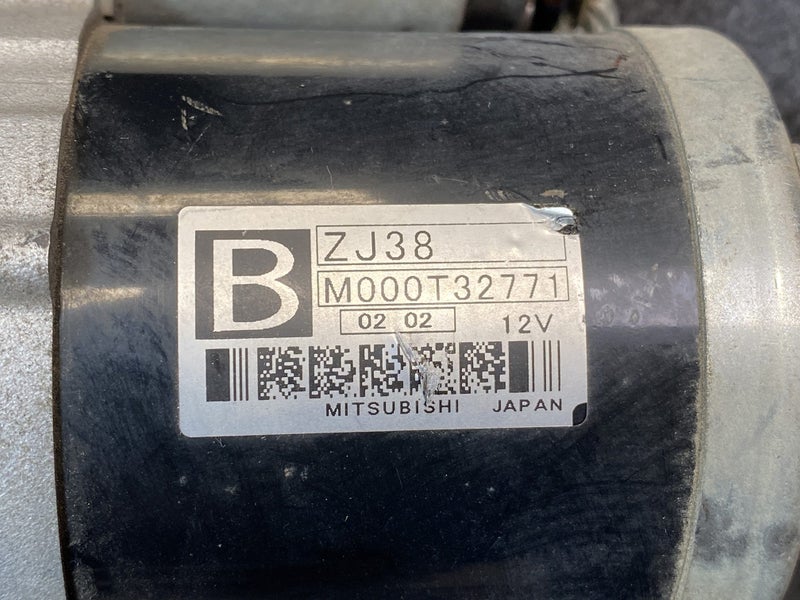 B
ZJ38
M000T32771
02 02 12V
MITSUBISHI JAPAN